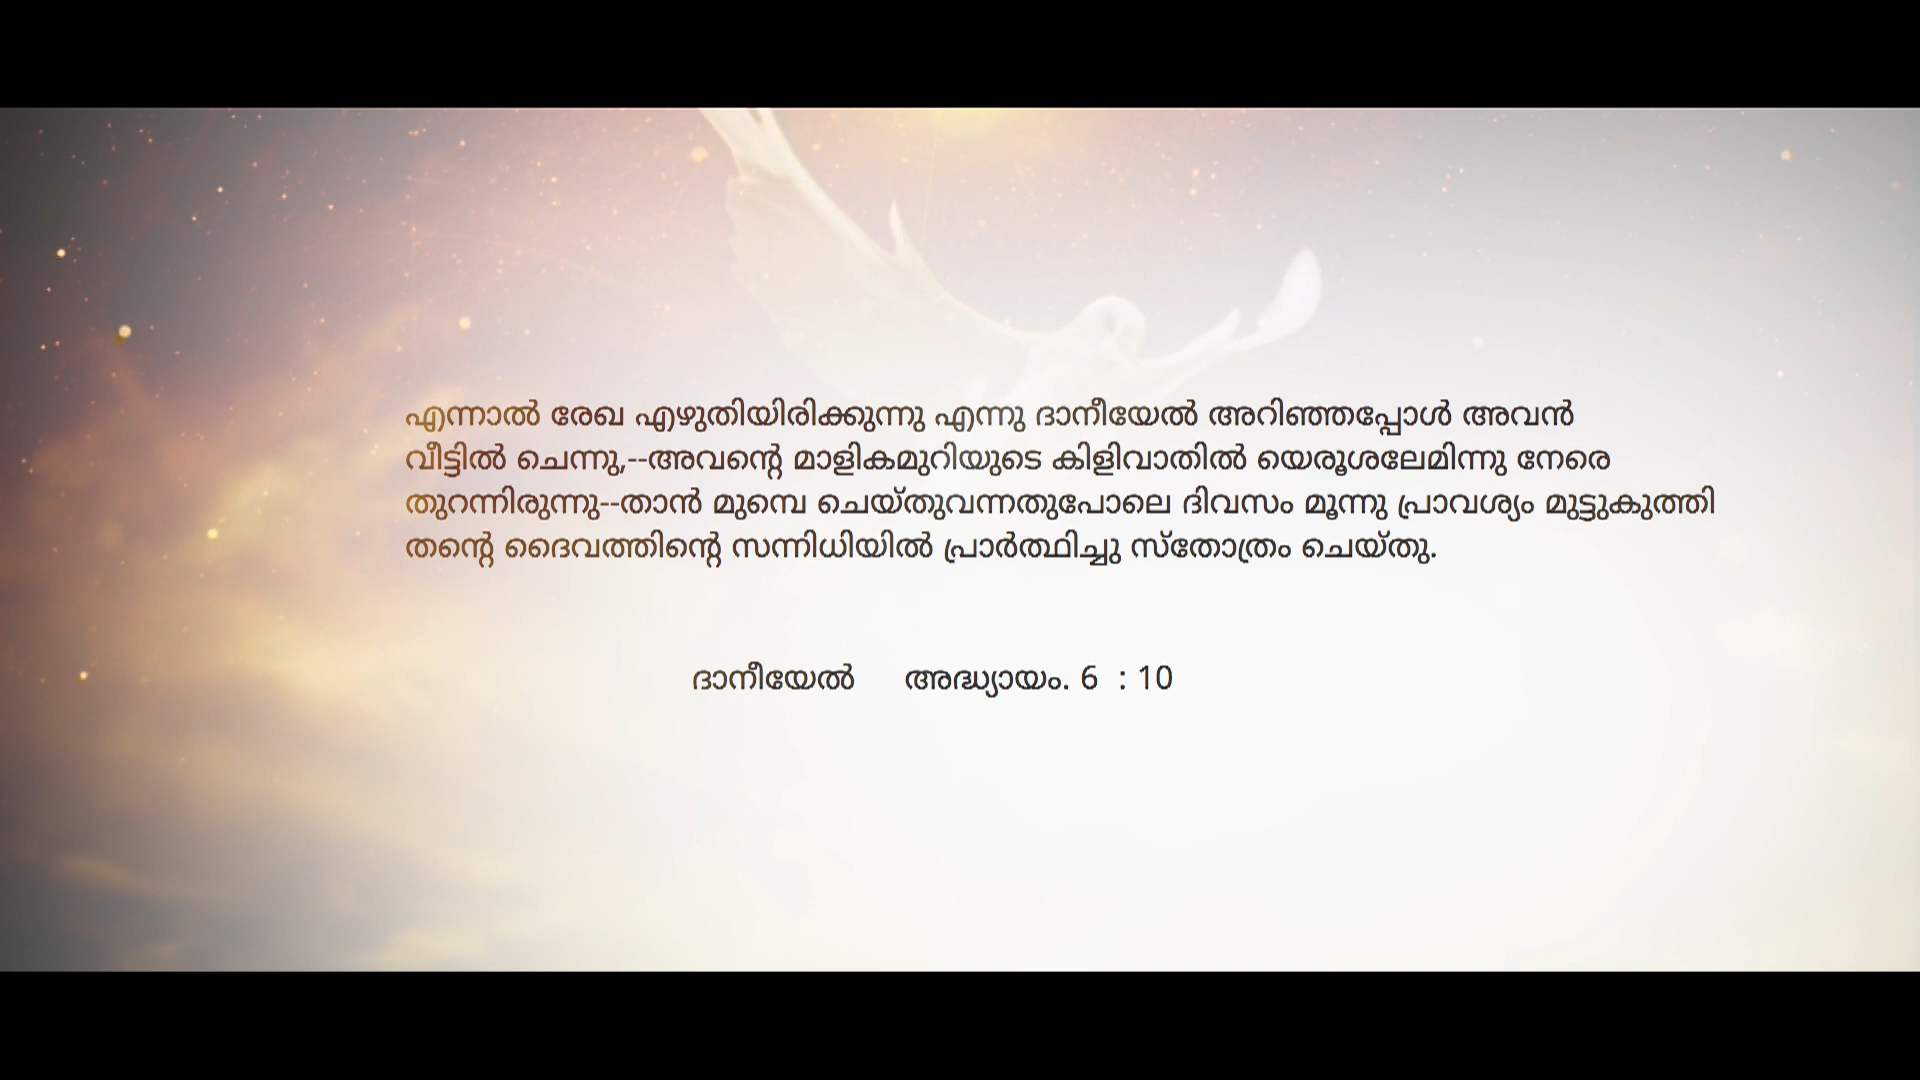 എന്നാൽ രേഖ എഴുതിയിരിക്കുന്നു എന്നു ദാനീയേൽ അറിഞ്ഞപ്പോൾ അവൻ
വീട്ടിൽ ചെന്നു,--അവന്റെ മാളികമുറിയുടെ കിളിവാതിൽ യെരൂശലേമിന്നു നേരെ
തുറന്നിരുന്നു--താൻ മുമ്പെ ചെയ്തുവന്നതുപോലെ ദിവസം മൂന്നു പ്രാവശ്യം മുട്ടുകുത്തി
തന്റെ ദൈവത്തിന്റെ സന്നിധിയിൽ പ്രാർത്ഥിച്ചു സ്തോത്രം ചെയ്തു.
ദാനീയേൽ അദ്ധ്യായം. 6 : 10